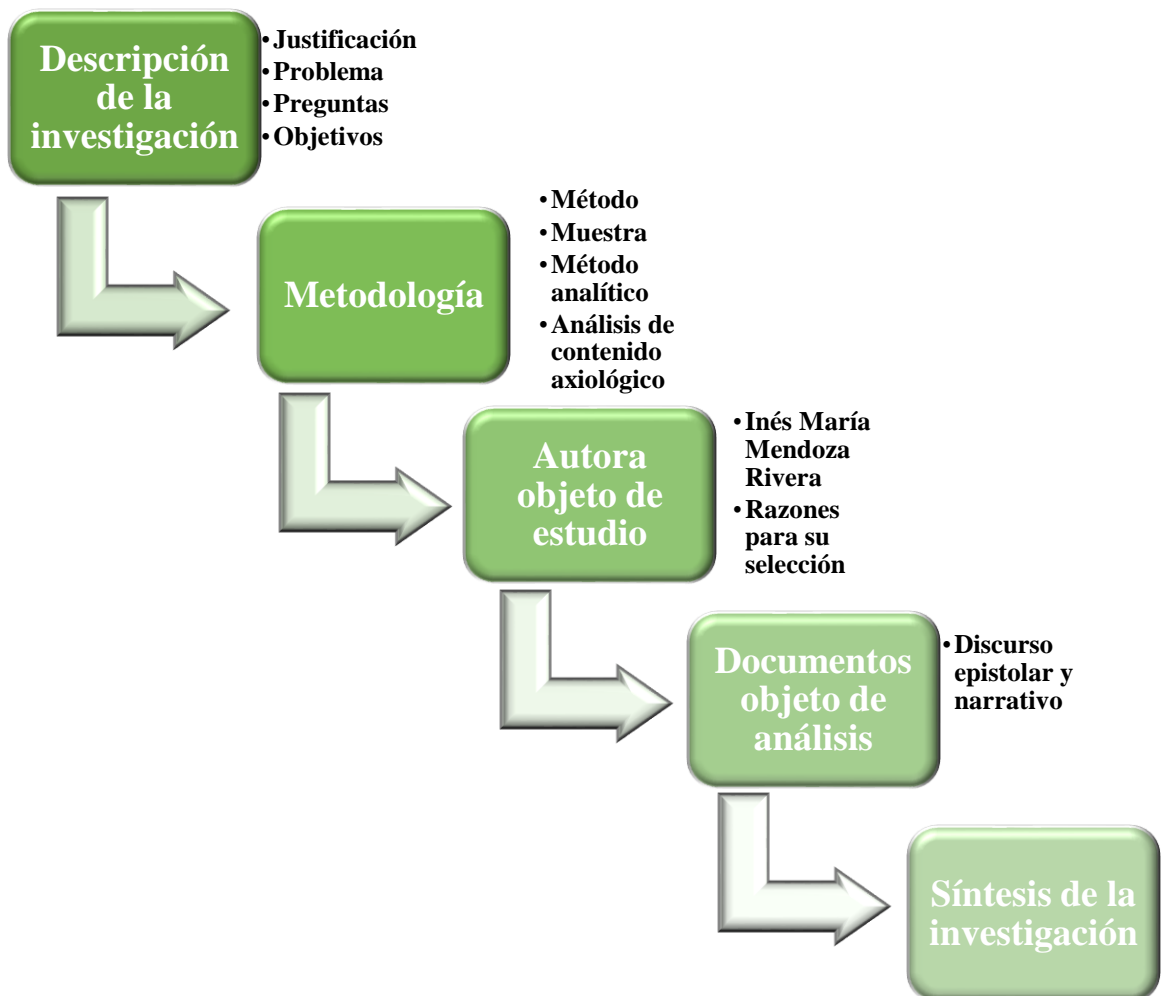 Descripción
de la
investigación
•Justificación
•Problema
•Preguntas
•Objetivos
Metodología
•Método
•Muestra
•Método
analítico
•Análisis de
contenido
axiológico
Autora
objeto de
estudio
•Inés María
Mendoza
Rivera
•Razones
para su
selección
Documentos
objeto de
análisis
•Discurso
epistolar y
narrativo
Síntesis de la
investigación